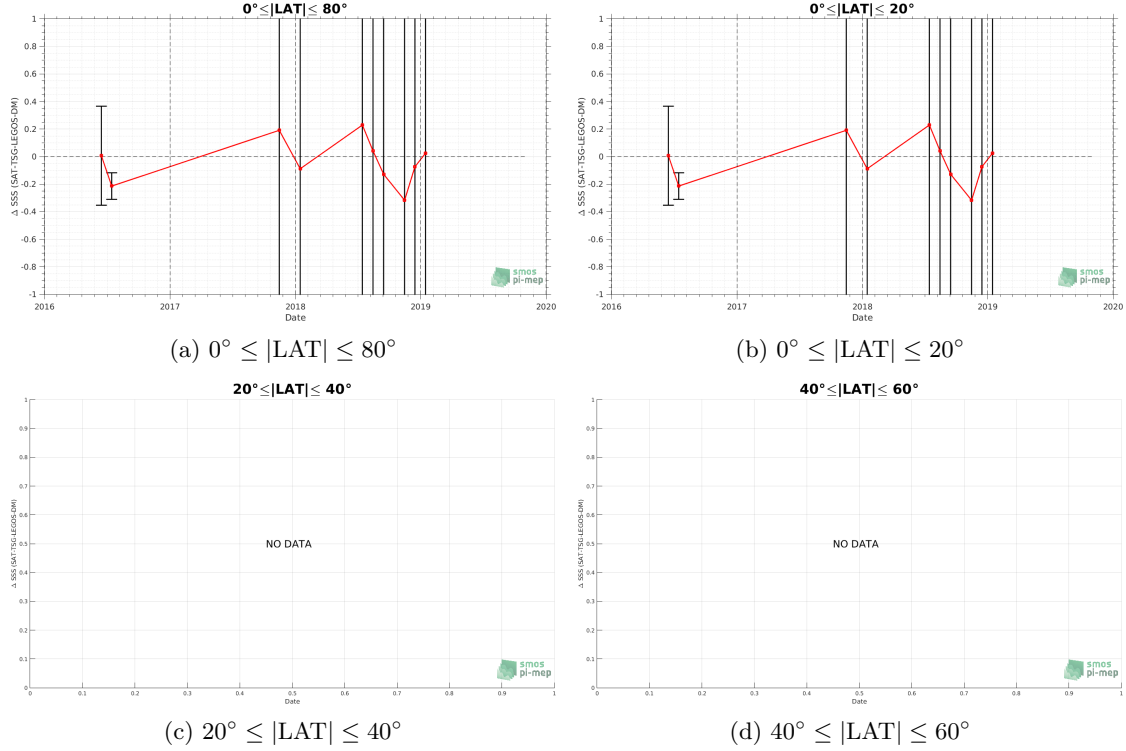 0°≤|LAT|≤ 80°
1
0.8
0.6
0.4
0.2
0
-0.2
-0.4
-0.6
-0.8
-1
Δ SSS (SAT-TSG-LEGOS-DM)
2016 2017 2018 2019 2020
Date
smos
pi-mep
(a) 0° ≤ |LAT| ≤ 80°
0°≤|LAT|≤ 20°
1
0.8
0.6
0.4
0.2
0
-0.2
-0.4
-0.6
-0.8
-1
Δ SSS (SAT-TSG-LEGOS-DM)
2016 2017 2018 2019 2020
Date
smos
pi-mep
(b) 0° ≤ |LAT| ≤ 20°
20°≤|LAT|≤ 40°
1
0.9
0.8
0.7
0.6
0.5
0.4
0.3
0.2
0.1
0
Δ SSS (SAT-TSG-LEGOS-DM)
NO DATA
0 0.1 0.2 0.3 0.4 0.5 0.6 0.7 0.8 0.9 1
Date
smos
pi-mep
(c) 20° ≤ |LAT| ≤ 40°
40°≤|LAT|≤ 60°
1
0.9
0.8
0.7
0.6
0.5
0.4
0.3
0.2
0.1
0
Δ SSS (SAT-TSG-LEGOS-DM)
NO DATA
0 0.1 0.2 0.3 0.4 0.5 0.6 0.7 0.8 0.9 1
Date
smos
pi-mep
(d) 40° ≤ |LAT| ≤ 60°